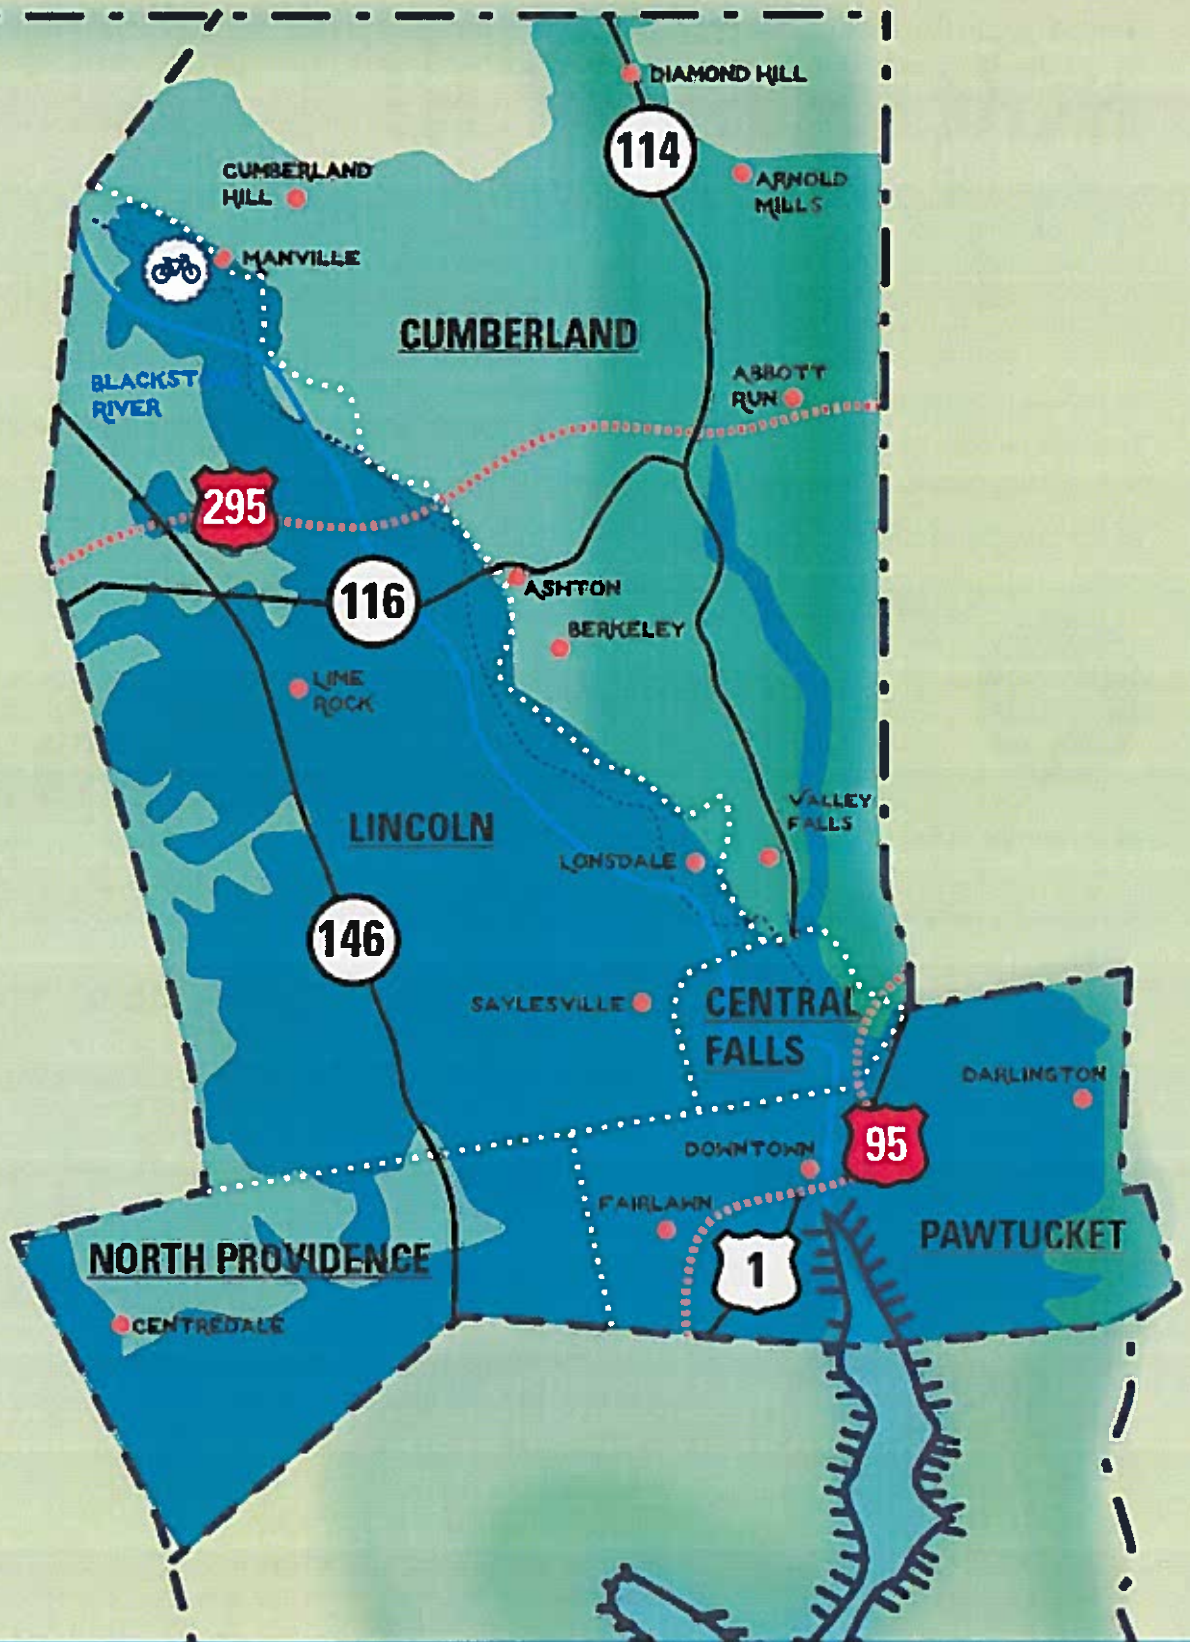 DIAMOND HILL
114
CUMBERLAND
HILL
ARNOLD
MILLS
MANVILLE
CUMBERLAND
ABBOTT
RUN
BLACKST
RIVER
295
116
ASHTON
BERKELEY
LIME
ROCK
VALLEY
FALLS
LINCOLN
LONSDALE
146
SAYLESVILLE
CENTRAL
FALLS
DARLINGTON
95
DOWNTOWN
FAIRLAWN
PAWTUCKET
NORTH PROVIDENCE
1
CENTREDALE